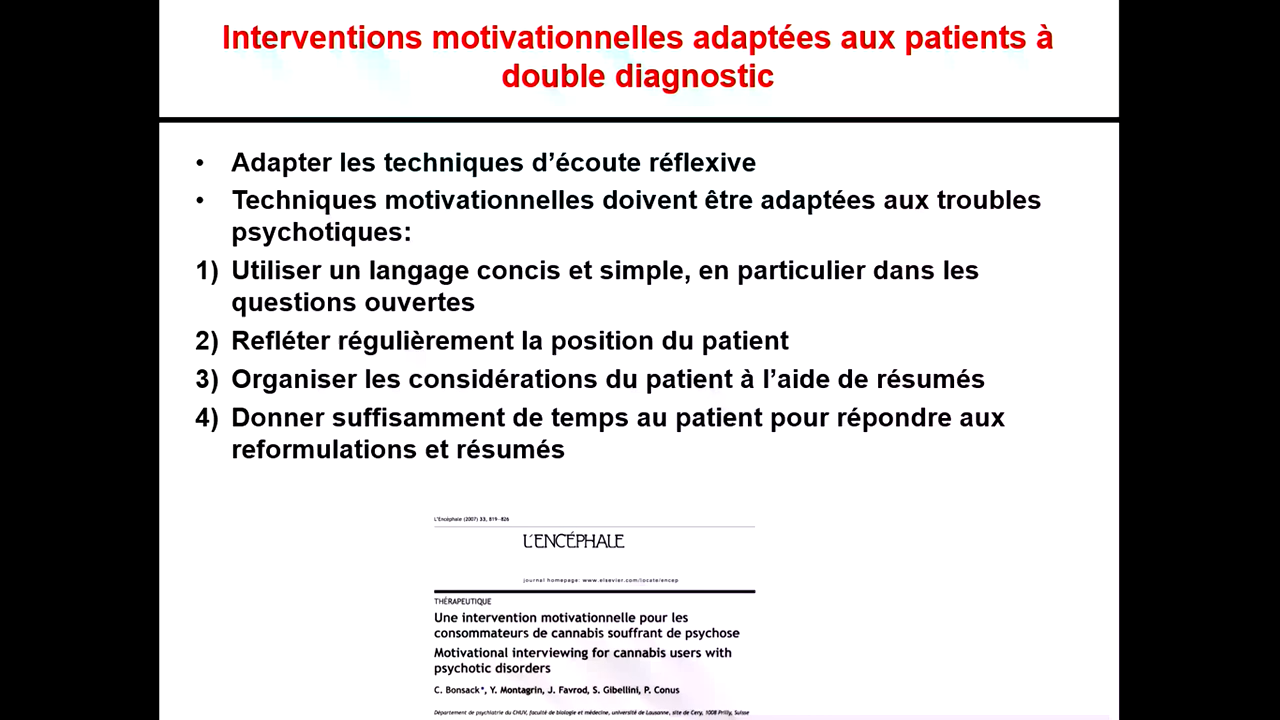 Interventions motivationnelles adaptées aux patients à
double diagnostic
• Adapter les techniques d’écoute réflexive
• Techniques motivationnelles doivent être adaptées aux troubles
psychotiques:
1) Utiliser un langage concis et simple, en particulier dans les
questions ouvertes
2) Refléter régulièrement la position du patient
3) Organiser les considérations du patient à l’aide de résumés
4) Donner suffisamment de temps au patient pour répondre aux
reformulations et résumés
L'Encéphale (2007) 33, 819—826
L'ENCÉPHALE
journal homepage: www.elsevier.com/locate/encep
THÉRAPEUTIQUE
Une intervention motivationnelle pour les
consommateurs de cannabis souffrant de psychose
Motivational interviewing for cannabis users with
psychotic disorders
C. Bonsack*, Y. Montagrin, J. Favrod, S. Gibellini, P. Conus
Département de psychiatrie du CHUV, faculté de biologie et médecine, université de Lausanne, site de Cery, 1008 Prilly, Suisse